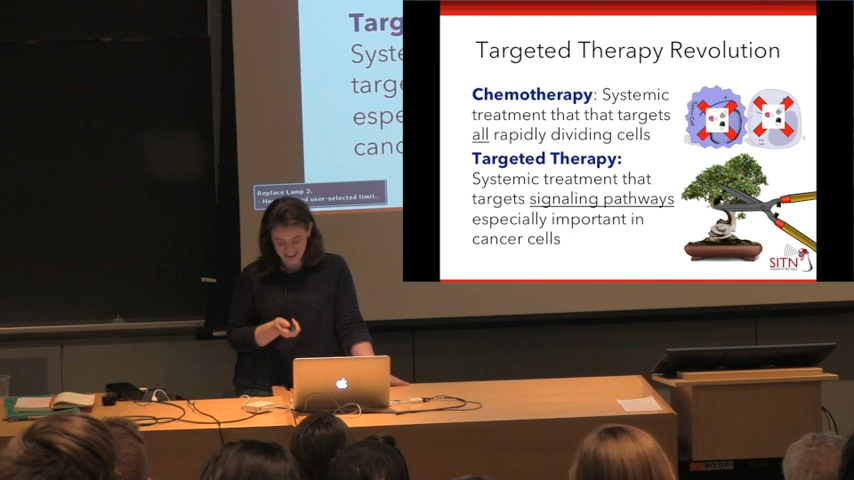 Targ
Syste
targe
espe
canc
Replace Lamp 2.
user-selected limit.
Targeted Therapy Revolution
Chemotherapy: Systemic
treatment that that targets
all rapidly dividing cells
Targeted Therapy:
Systemic treatment that
targets signaling pathways
especially important in
cancer cells
SITN